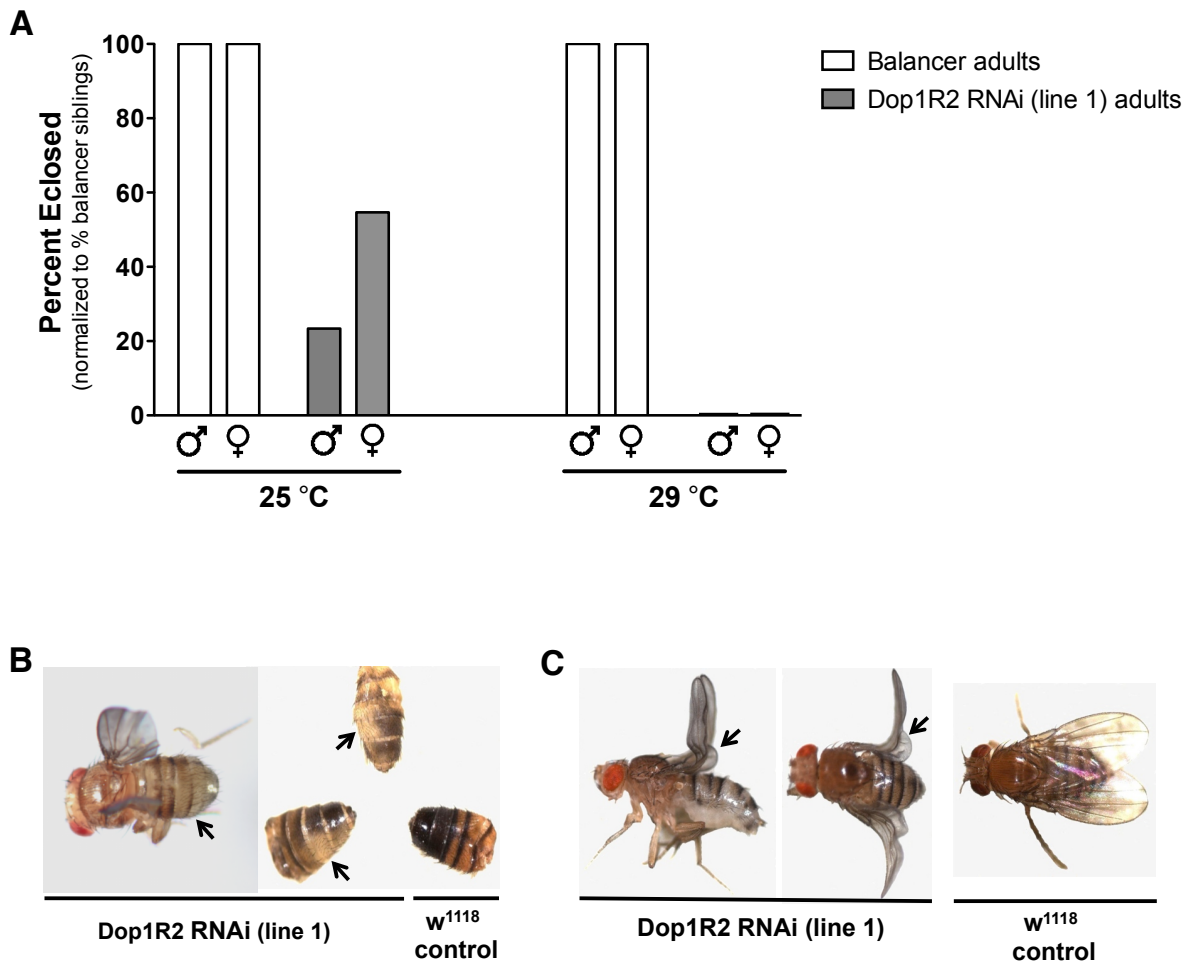 A
Percent Eclosed
(normalized to % balancer siblings)
100
80
60
40
20
0
♂ ♀ ♂ ♀ ♂ ♀ ♂ ♀
25 °C 29 °C
Balancer adults
Dop1R2 RNAi (line 1) adults
B
Dop1R2 RNAi (line 1)
w¹¹¹⁸
control
C
Dop1R2 RNAi (line 1)
w¹¹¹⁸
control